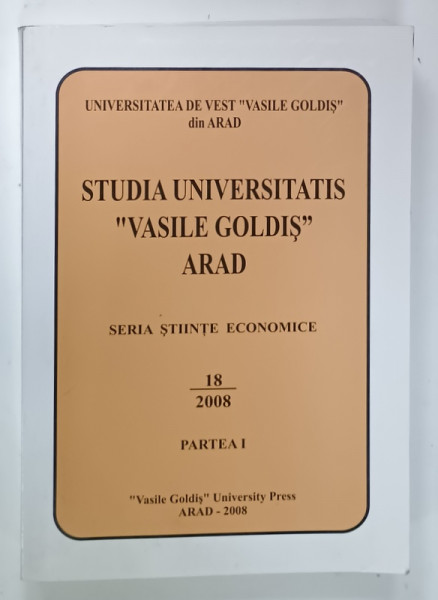 UNIVERSITATEA DE VEST "VASILE GOLDIŞ"
din ARAD
STUDIA UNIVERSITATIS
"VASILE GOLDIŞ”
ARAD
SERIA ŞTIINŢE ECONOMICE
18
2008
PARTEA I
"Vasile Goldiş" University Press
ARAD - 2008